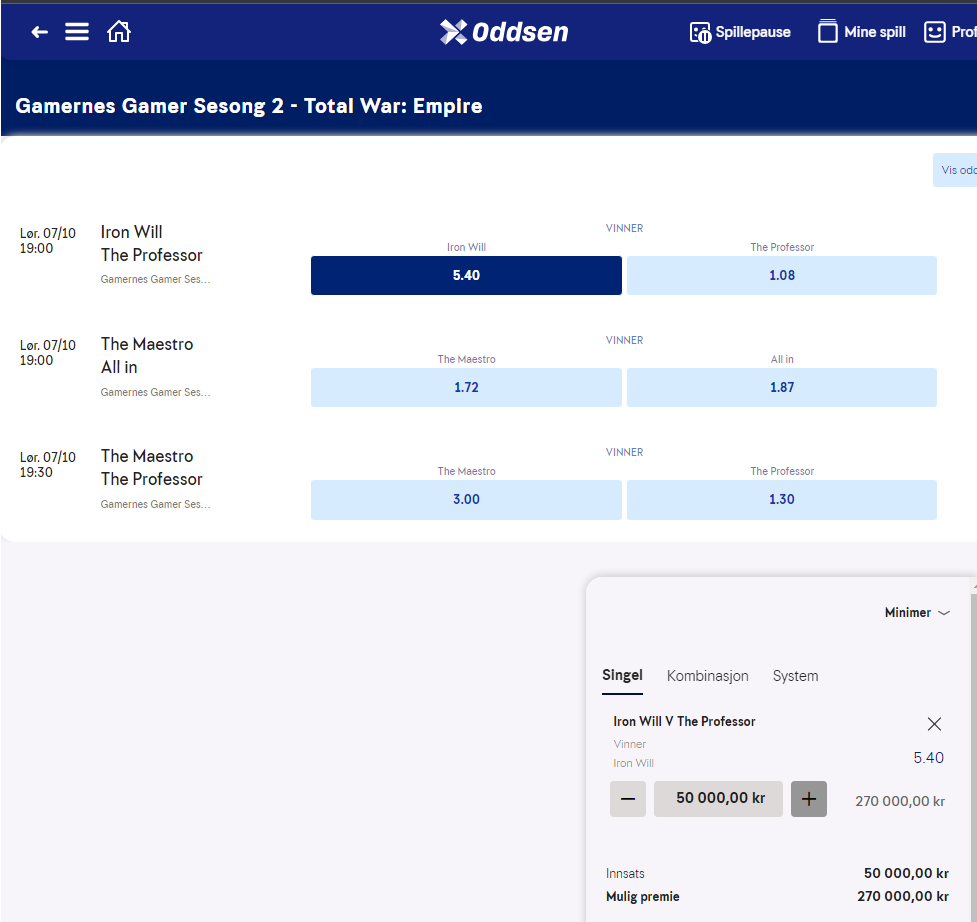 Oddsen
Spillepause
Mine spill
Prof
Gamernes Gamer Sesong 2 - Total War: Empire
Vis odd
Lør. 07/10
19:00
Iron Will
The Professor
Gamernes Gamer Ses...
VINNER
Iron Will
The Professor
5.40
1.08
Lør. 07/10
19:00
The Maestro
All in
Gamernes Gamer Ses...
VINNER
The Maestro
All in
1.72
1.87
Lør. 07/10
19:30
The Maestro
The Professor
Gamernes Gamer Ses...
VINNER
The Maestro
The Professor
3.00
1.30
Minimer
Singel Kombinasjon System
Iron Will V The Professor
Vinner
Iron Will
5.40
50 000,00 kr
270 000,00 kr
Innsats 50 000,00 kr
Mulig premie 270 000,00 kr